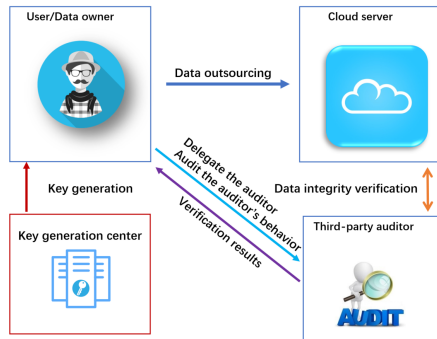 User/Data owner
Cloud server
Data outsourcing
Delegate the auditor
Audit the auditor's behavior
Verification results
Key generation
Data integrity verification
Key generation center
Third-party auditor
AUDIT